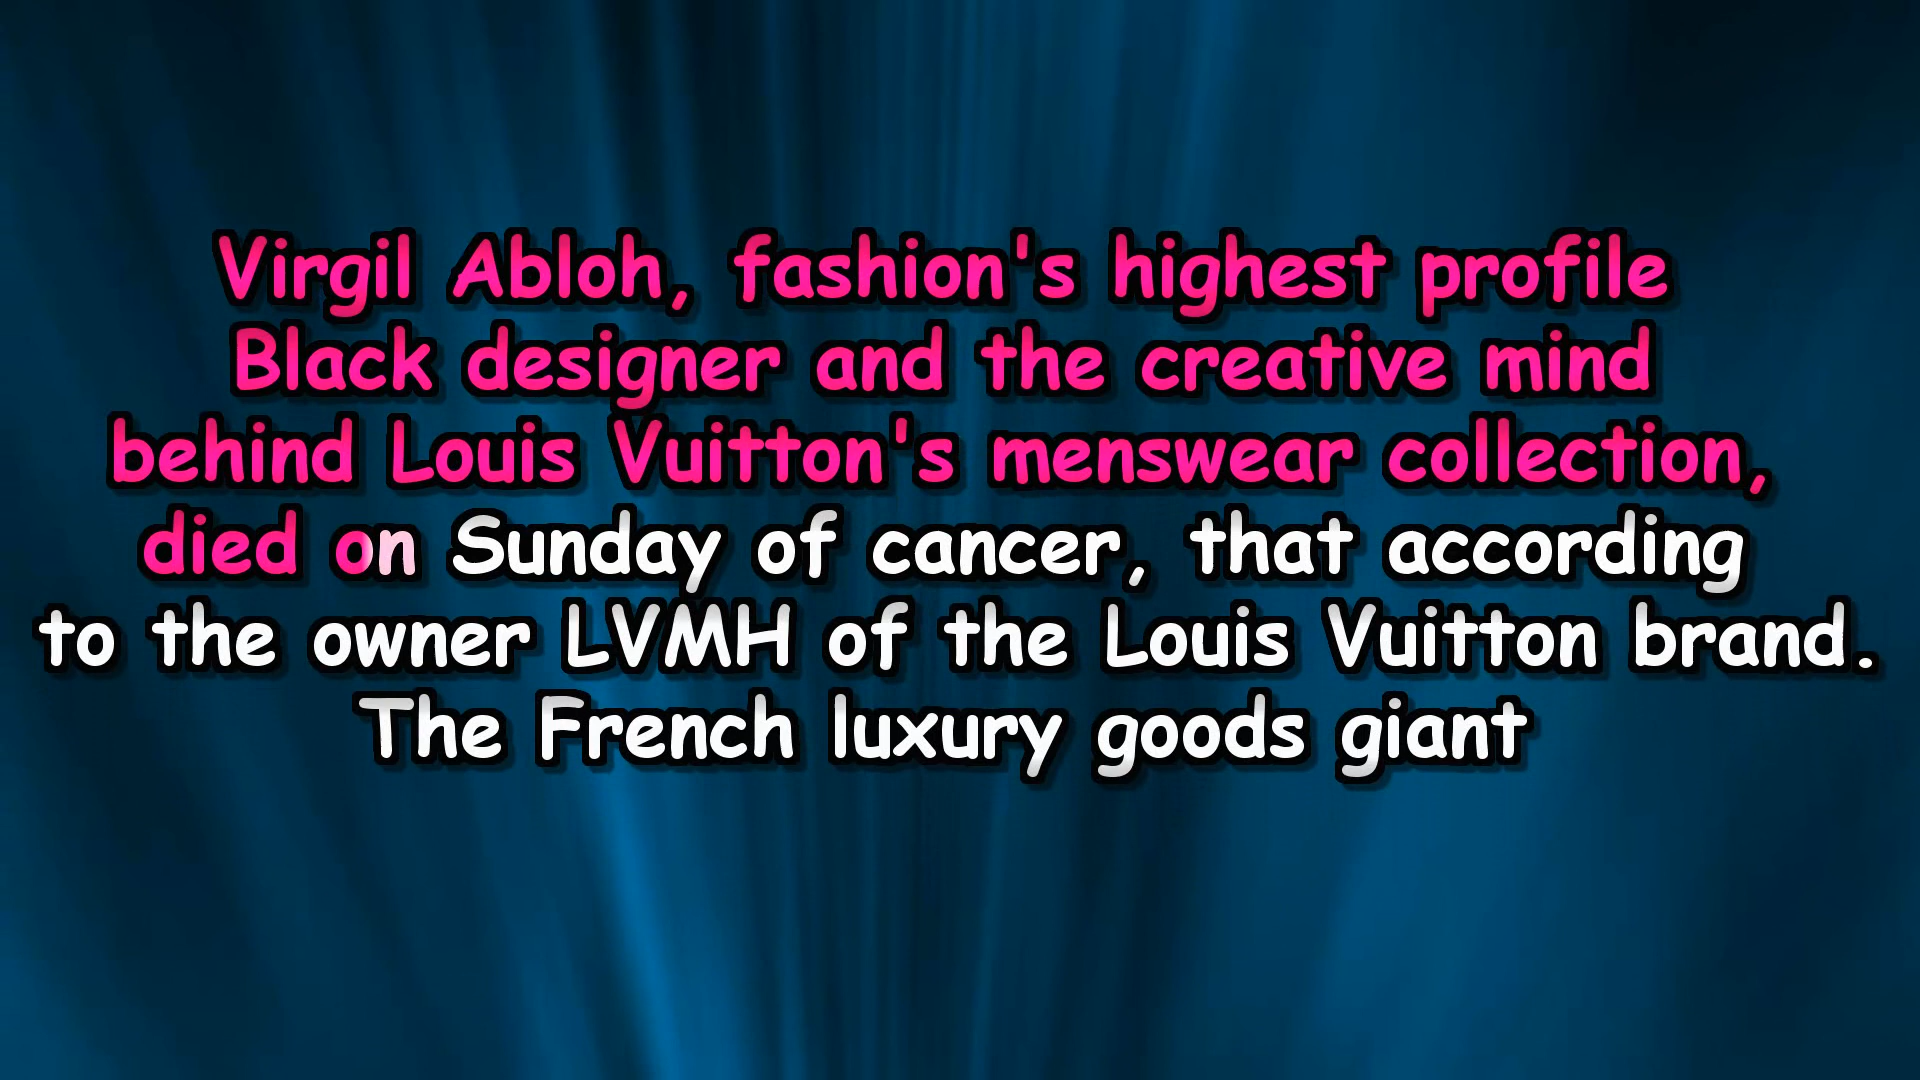 Virgil Abloh, fashion's highest profile
Black designer and the creative mind
behind Louis Vuitton's menswear collection,
died on Sunday of cancer, that according
to the owner LVMH of the Louis Vuitton brand.
The French luxury goods giant